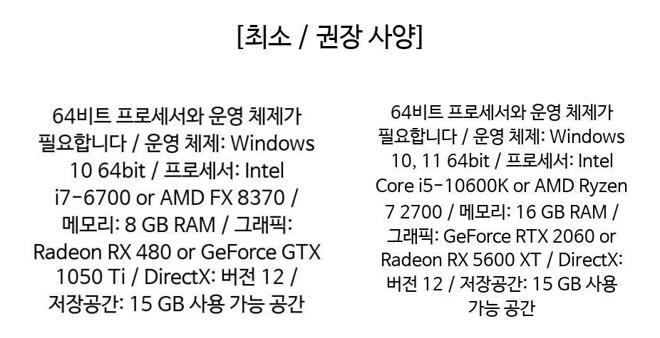 [최소 / 권장 사양]
64비트 프로세서와 운영 체제가
필요합니다 / 운영 체제: Windows
10 64bit / 프로세서: Intel
i7-6700 or AMD FX 8370 /
메모리: 8 GB RAM / 그래픽:
Radeon RX 480 or GeForce GTX
1050 Ti / DirectX: 버전 12 /
저장공간: 15 GB 사용 가능 공간
64비트 프로세서와 운영 체제가
필요합니다 / 운영 체제: Windows
10, 11 64bit / 프로세서: Intel
Core i5-10600K or AMD Ryzen
7 2700 / 메모리: 16 GB RAM /
그래픽: GeForce RTX 2060 or
Radeon RX 5600 XT / DirectX:
버전 12 / 저장공간: 15 GB 사용
가능 공간